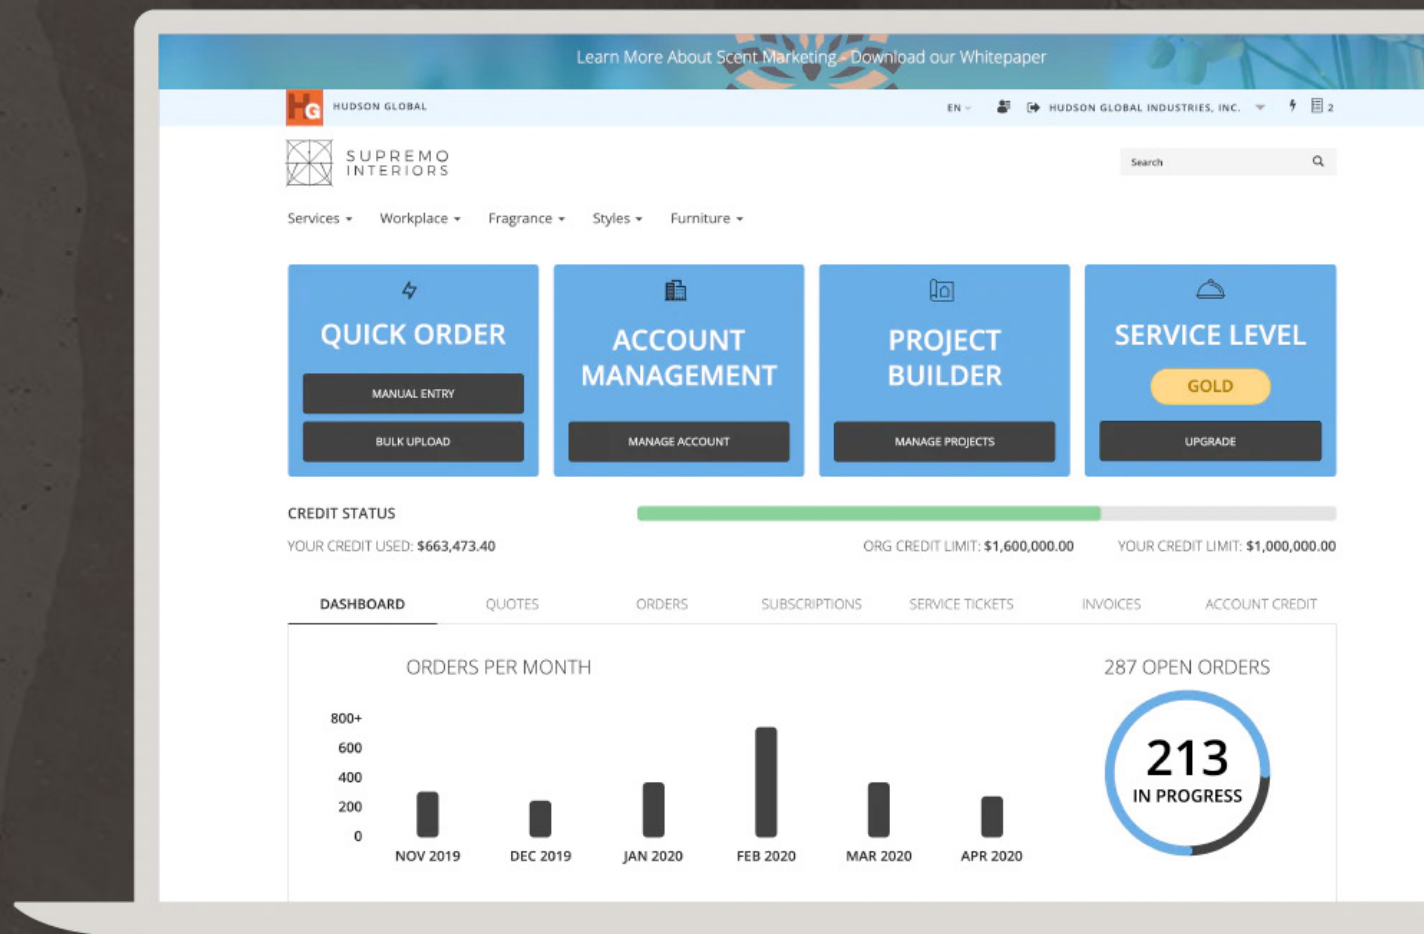 Learn More About Scent Marketing - Download our Whitepaper
HG HUDSON GLOBAL
EN
HUDSON GLOBAL INDUSTRIES, INC.
2
SUPREMO
INTERIORS
Search
Services
Workplace
Fragrance
Styles
Furniture
QUICK ORDER
MANUAL ENTRY
BULK UPLOAD
ACCOUNT
MANAGEMENT
MANAGE ACCOUNT
PROJECT
BUILDER
MANAGE PROJECTS
SERVICE LEVEL
GOLD
UPGRADE
CREDIT STATUS
YOUR CREDIT USED: $663,473.40
ORG CREDIT LIMIT: $1,600,000.00
YOUR CREDIT LIMIT: $1,000,000.00
DASHBOARD
QUOTES
ORDERS
SUBSCRIPTIONS
SERVICE TICKETS
INVOICES
ACCOUNT CREDIT
ORDERS PER MONTH
800+
600
400
200
0
NOV 2019
DEC 2019
JAN 2020
FEB 2020
MAR 2020
APR 2020
287 OPEN ORDERS
213
IN PROGRESS